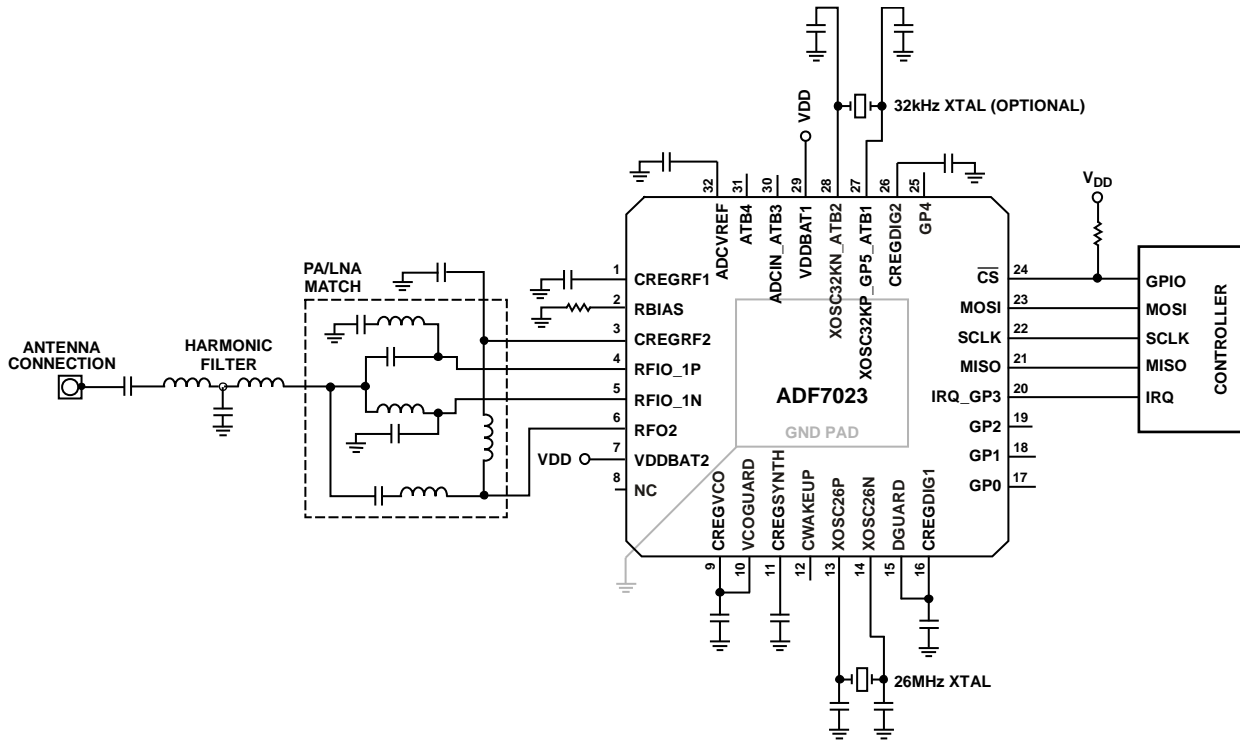 32kHz XTAL (OPTIONAL)
VDD
32
31
30
29
28
27
26
25
ADCVREF
ATB4
ADCIN_ATB3
VDDBAT1
XOSC32KN_ATB2
XOSC32KP_GP5_ATB1
CREGDIG2
GP4
VDD
PA/LNA
MATCH
ANTENNA
CONNECTION
HARMONIC
FILTER
1
CREGRF1
2
RBIAS
3
CREGRF2
4
RFIO_1P
5
RFIO_1N
6
RFO2
VDD
7
VDDBAT2
8
NC
ADF7023
GND PAD
CS
24
GPIO
MOSI
23
MOSI
SCLK
22
SCLK
MISO
21
MISO
IRQ_GP3
20
IRQ
GP2
19
GP1
18
GP0
17
CONTROLLER
CREGVCO
VCOGUARD
CREGSYNTH
CWAKEUP
XOSC26P
XOSC26N
DGUARD
CREGDIG1
9
10
11
12
13
14
15
16
26MHz XTAL